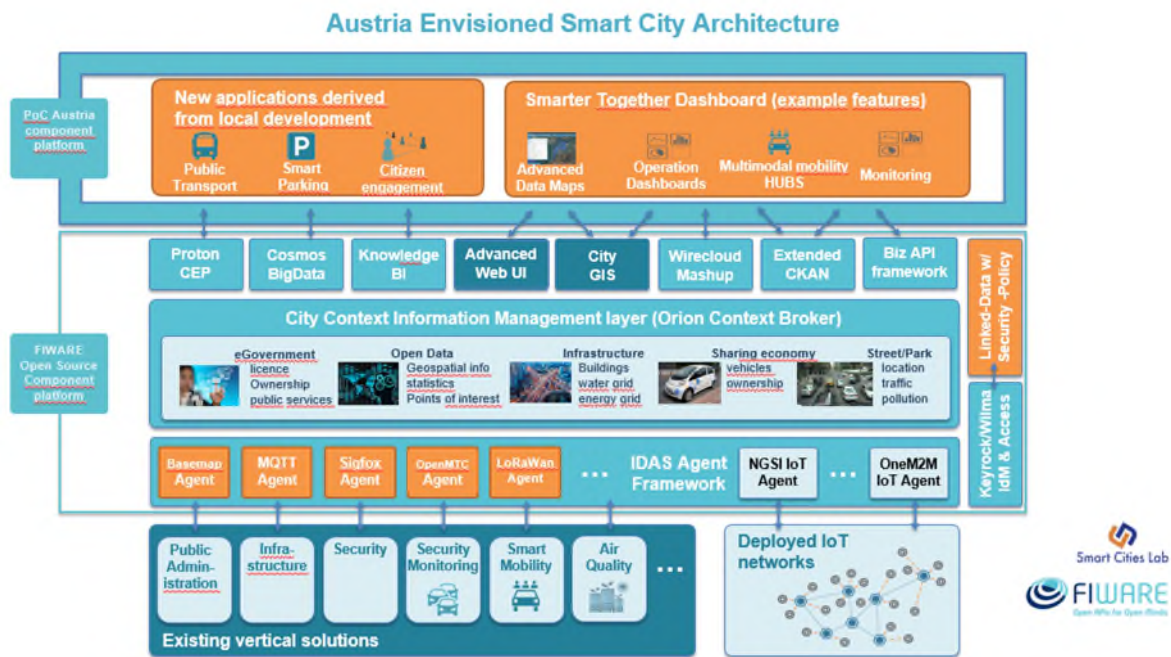 Austria Envisioned Smart City Architecture
PoC Austria
component
platform
New applications derived
from local development
Public
Transport
Smart
Parking
Citizen
engagement
Smarter Together Dashboard (example features)
Advanced
Data Maps
Operation
Dashboards
Multimodal mobility
HUBS
Monitoring
FIWARE
Open Source
Component
platform
Proton
CEP
Cosmos
BigData
Knowledge
BI
Advanced
Web UI
City
GIS
Wirecloud
Mashup
Extended
CKAN
Biz API
framework
Linked-Data w/
Security -Policy
City Context Information Management layer (Orion Context Broker)
eGovernment
licence
Ownership
public services
Open Data
Geospatial info
statistics
Points of interest
Infrastructure
Buildings
water grid
energy grid
Sharing economy
vehicles
ownership
Street/Park
location
traffic
pollution
Keyrock/Wilma
IdM & Access
Basemap
Agent
MQTT
Agent
Sigfox
Agent
OpenMTC
Agent
LoRaWan
Agent
...
IDAS Agent
Framework
NGSI IoT
Agent
...
OneM2M
IoT Agent
Public
Admin-
istration
Infra-
structure
Security
Security
Monitoring
Smart
Mobility
Air
Quality
...
Existing vertical solutions
Deployed IoT
networks
Smart Cities Lab
FIWARE
Open APIs for Open Minds